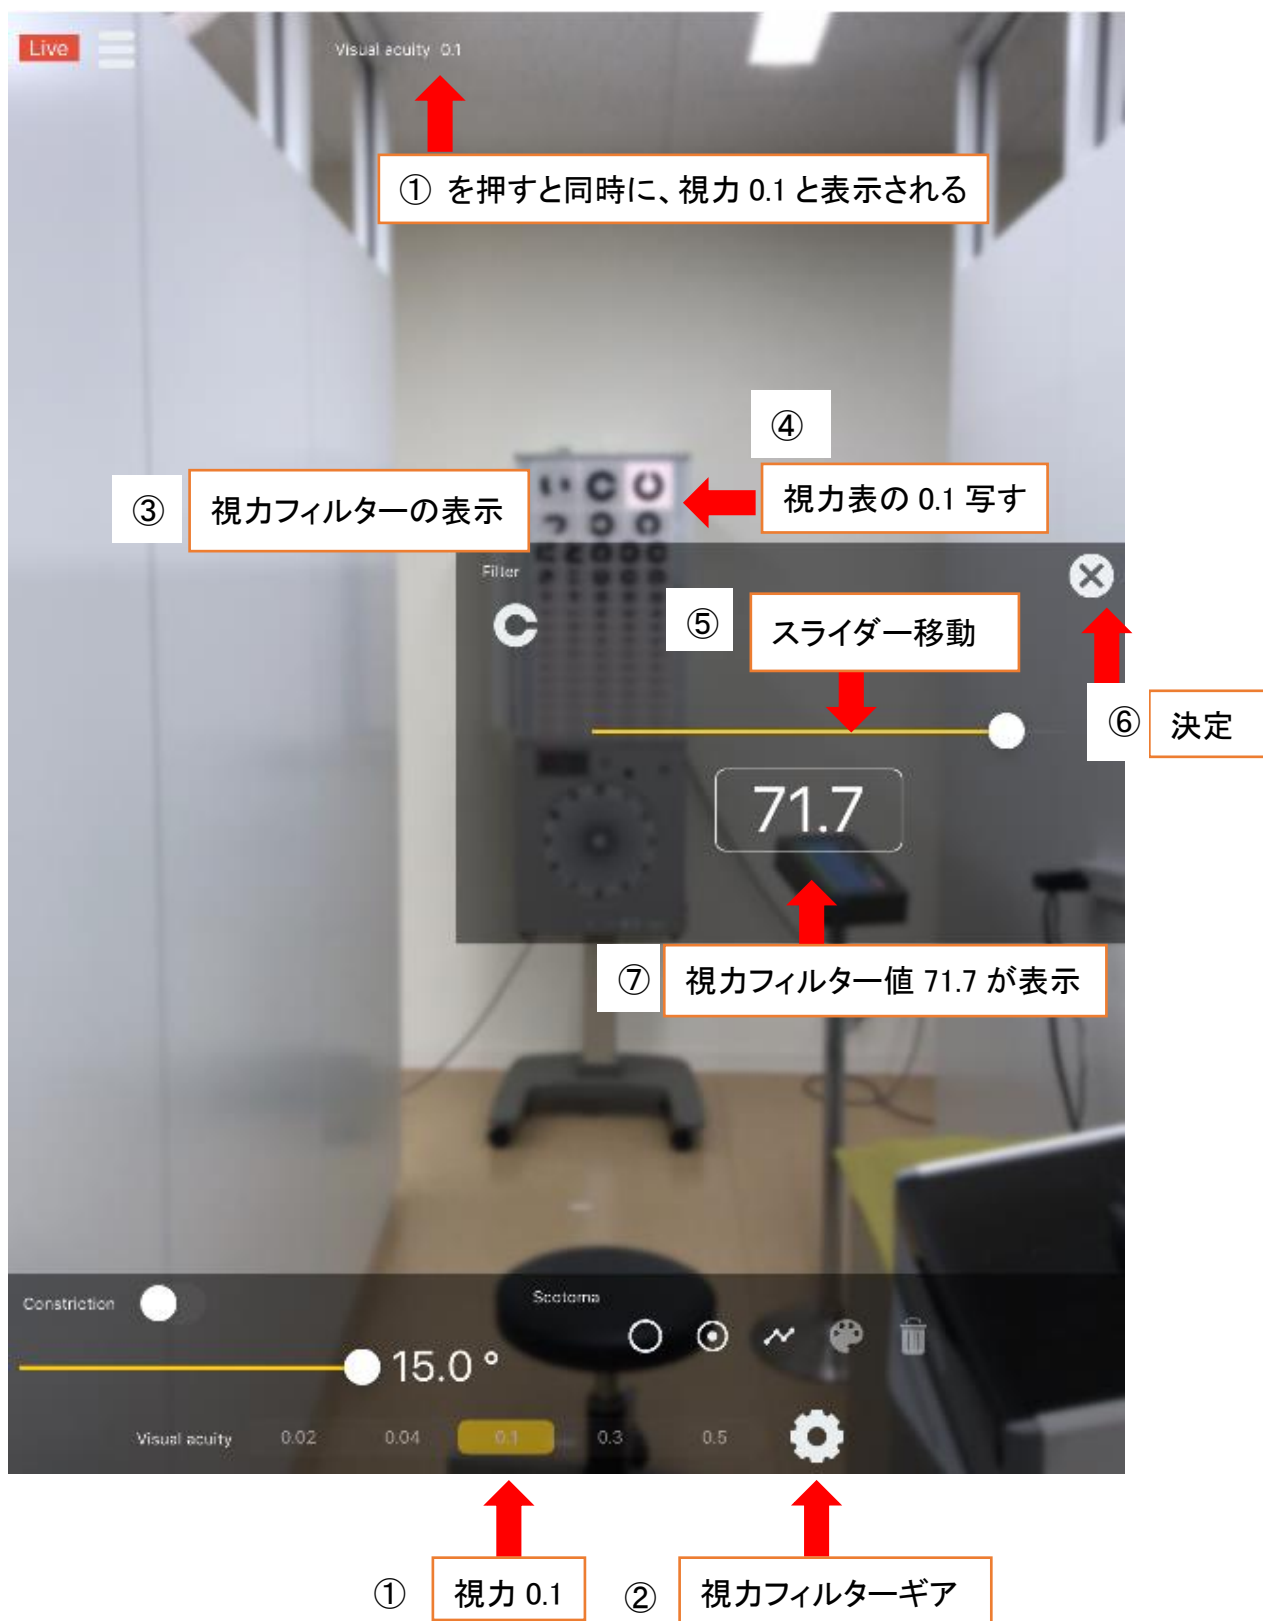 Live
Visual acuity 0.1
① を押すと同時に、視力 0.1 と表示される
④
視力表の 0.1 写す
③ 視力フィルターの表示
Filter
⑤ スライダー移動
⑥ 決定
71.7
⑦ 視力フィルター値 71.7 が表示
Constriction
Scotoma
15.0 °
Visual acuity 0.02 0.04 0.1 0.3 0.5
① 視力 0.1 ② 視力フィルターギア